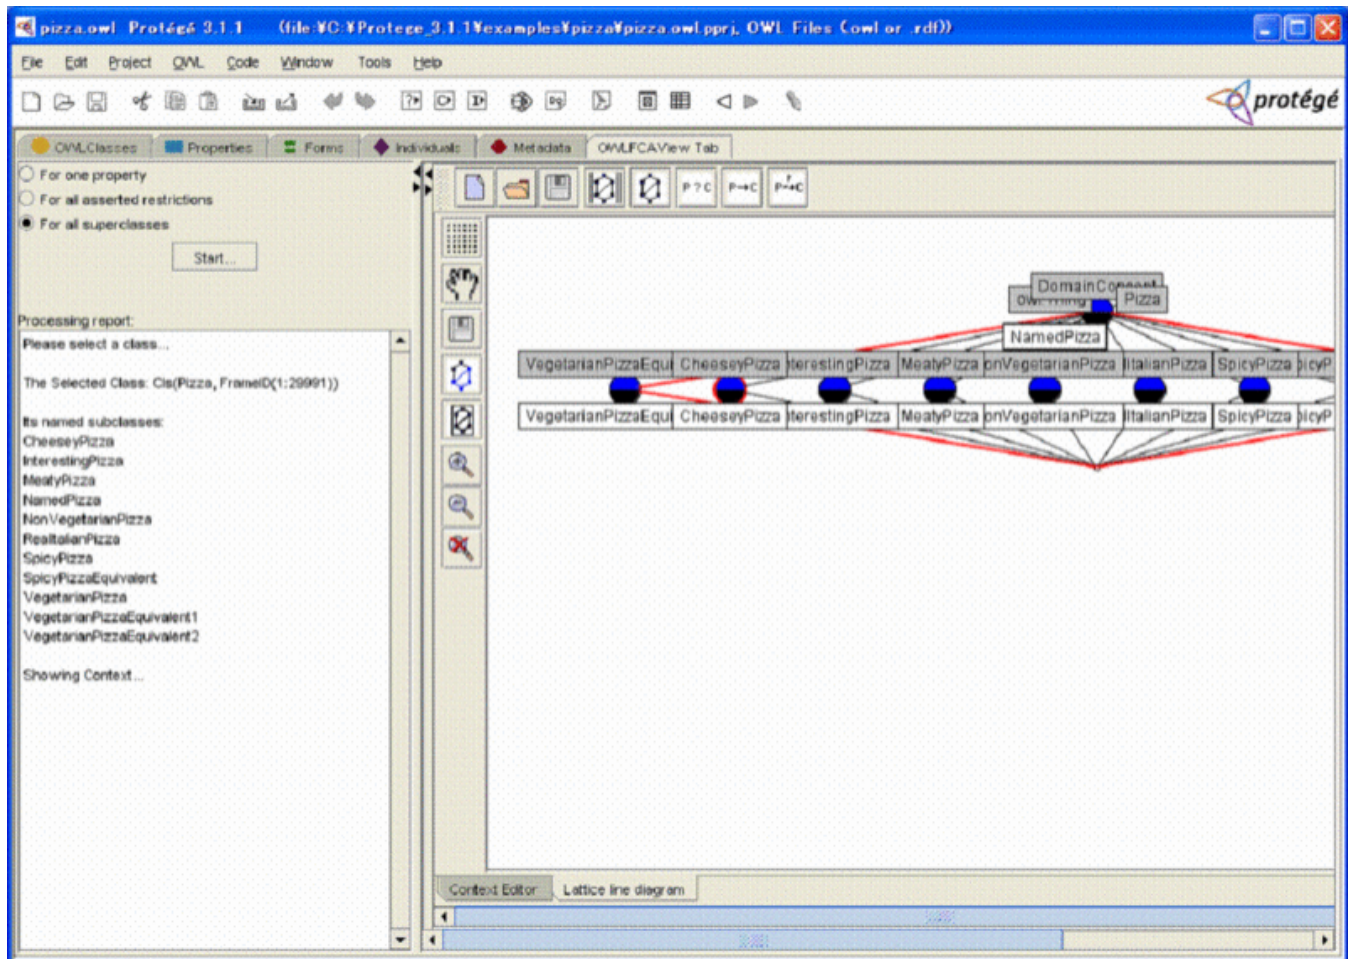 pizza.owl Protégé 3.1.1 (file:¥C:¥Protege_3.1.1¥examples¥pizza¥pizza.owl.pprj, OWL Files (.owl or .rdf))
File Edit Project OWL Code Window Tools Help
protégé
OWLClasses Properties Forms Individuals Metadata OWLFCAView Tab
For one property
For all asserted restrictions
For all superclasses
Start...
P ? C P→C
Processing report:
Please select a class...
The Selected Class: Cls(Pizza, FrameID(1:29991))
Its named subclasses:
CheeseyPizza
InterestingPizza
MeatyPizza
NamedPizza
NonVegetarianPizza
RealItalianPizza
SpicyPizza
SpicyPizzaEquivalent
VegetarianPizza
VegetarianPizzaEquivalent1
VegetarianPizzaEquivalent2
Showing Context...
DomainConcept
Pizza
NamedPizza
VegetarianPizzaEqui CheeseyPizza terestingPizza MeatyPizza onVegetarianPizza lItalianPizza SpicyPizza picyP
VegetarianPizzaEqui CheeseyPizza terestingPizza MeatyPizza onVegetarianPizza lItalianPizza SpicyPizza picyP
Context Editor Lattice line diagram